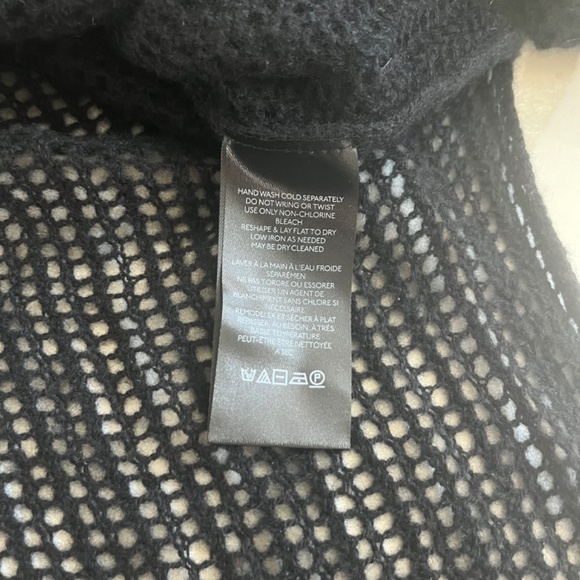 HAND WASH COLD SEPARATELY
DO NOT WRING OR TWIST
USE ONLY NON-CHLORINE
BLEACH
RESHAPE & LAY FLAT TO DRY
LOW IRON AS NEEDED
MAY BE DRY CLEANED
LAVER À LA MAIN À L'EAU FROIDE
SÉPARÉMEN
NE PAS TORDRE OU ESSORER
UTILISER UN AGENT DE
BLANCHIMENT SANS CHLORE SI
NÉCESSAIRE
REMODELER ET SÉCHER À PLAT
REPASSER, AU BESOIN, À TRÉS
BASSE TEMPÉRATURE
PEUT-ÊTRE ÊTRE NETTOYÉE
À SEC
P